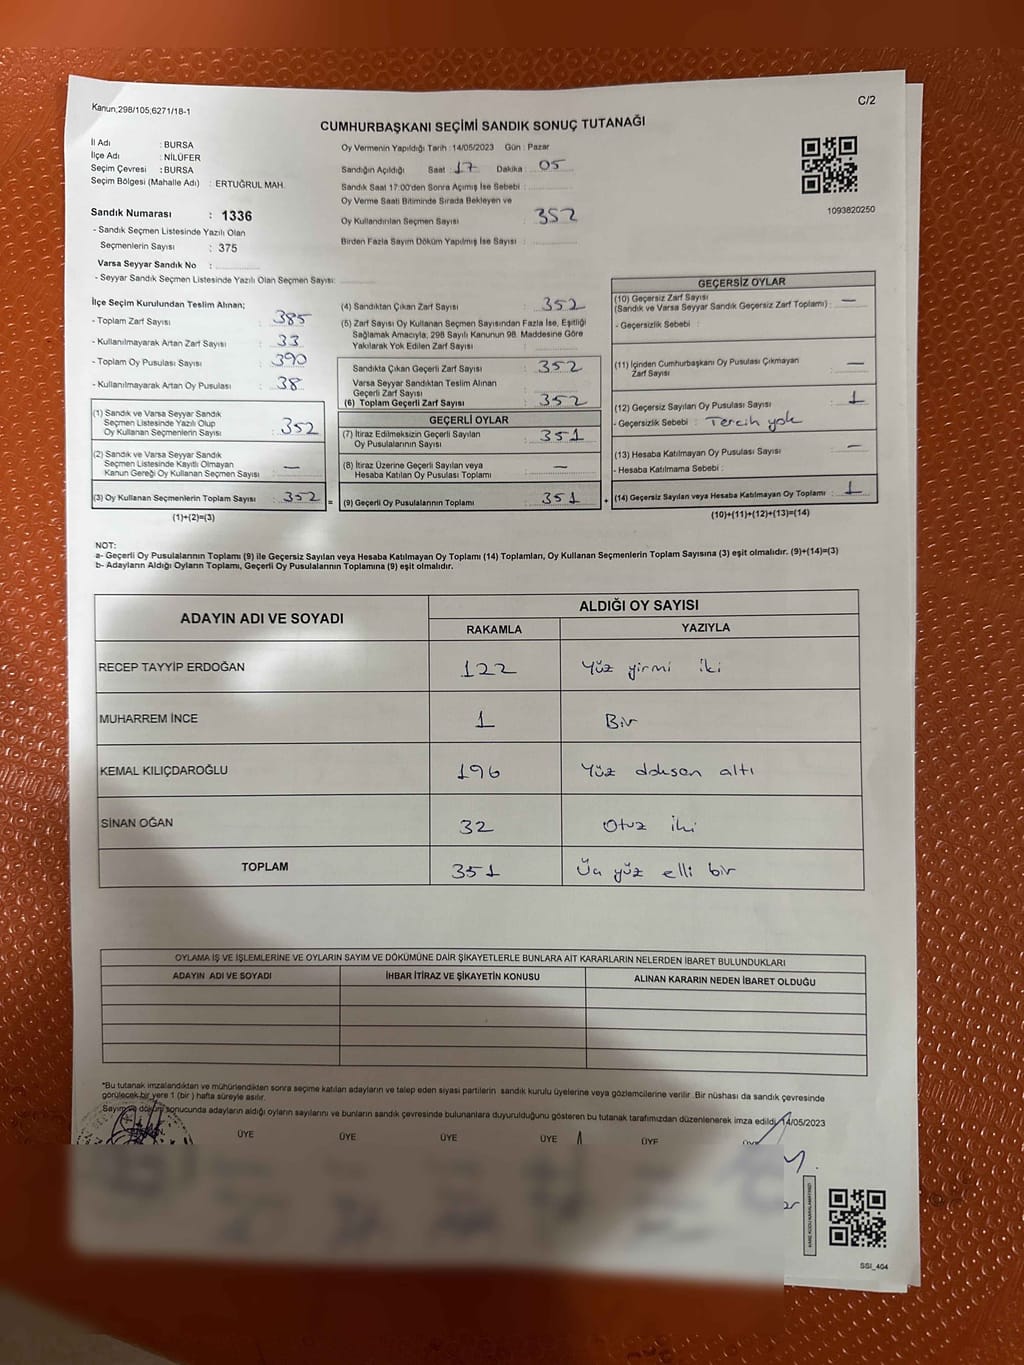 Kanun;298/105;6271/18-1
C/2
CUMHURBAŞKANI SEÇİMİ SANDIK SONUÇ TUTANAĞI
İl Adı : BURSA
İlçe Adı : NİLÜFER
Seçim Çevresi : BURSA
Seçim Bölgesi (Mahalle Adı) : ERTUĞRUL MAH.
Sandık Numarası : 1336
- Sandık Seçmen Listesinde Yazılı Olan
Seçmenlerin Sayısı : 375
Varsa Seyyar Sandık No :
- Seyyar Sandık Seçmen Listesinde Yazılı Olan Seçmen Sayısı:
Oy Vermenin Yapıldığı Tarih : 14/05/2023 Gün : Pazar
Sandığın Açıldığı Saat : 17 Dakika : 05
Sandık Saat 17:00'den Sonra Açımış İse Sebebi :
Oy Verme Saati Bitiminde Sırada Bekleyen ve
Oy Kullandırılan Seçmen Sayısı : 352
Birden Fazla Sayım Döküm Yapılmış İse Sayısı :
1093820250
İlçe Seçim Kurulundan Teslim Alınan;
- Toplam Zarf Sayısı : 385
- Kullanılmayarak Artan Zarf Sayısı : 33
- Toplam Oy Pusulası Sayısı : 390
- Kullanılmayarak Artan Oy Pusulası : 38
(1) Sandık ve Varsa Seyyar Sandık
Seçmen Listesinde Yazılı Olup
Oy Kullanan Seçmenlerin Sayısı : 352
(2) Sandık ve Varsa Seyyar Sandık
Seçmen Listesinde Kayıtlı Olmayan
Kanun Gereği Oy Kullanan Seçmen Sayısı : —
(3) Oy Kullanan Seçmenlerin Toplam Sayısı : 352 =
(1)+(2)=(3)
(4) Sandıktan Çıkan Zarf Sayısı : 352
(5) Zarf Sayısı Oy Kullanan Seçmen Sayısından Fazla İse, Eşitliği
Sağlamak Amacıyla, 298 Sayılı Kanunun 98. Maddesine Göre
Yakılarak Yok Edilen Zarf Sayısı :
Sandıkta Çıkan Geçerli Zarf Sayısı : 352
Varsa Seyyar Sandıktan Teslim Alınan
Geçerli Zarf Sayısı :
(6) Toplam Geçerli Zarf Sayısı : 352
GEÇERLİ OYLAR
(7) İtiraz Edilmeksizin Geçerli Sayılan
Oy Pusulalarının Sayısı : 351
(8) İtiraz Üzerine Geçerli Sayılan veya
Hesaba Katılan Oy Pusulaları Toplamı : —
(9) Geçerli Oy Pusulalarının Toplamı : 351 +
GEÇERSİZ OYLAR
(10) Geçersiz Zarf Sayısı
(Sandık ve Varsa Seyyar Sandık Geçersiz Zarf Toplamı) : —
- Geçersizlik Sebebi :
(11) İçinden Cumhurbaşkanı Oy Pusulası Çıkmayan
Zarf Sayısı : —
(12) Geçersiz Sayılan Oy Pusulası Sayısı : 1
- Geçersizlik Sebebi : Tercih yok
(13) Hesaba Katılmayan Oy Pusulası Sayısı : —
- Hesaba Katılmama Sebebi :
(14) Geçersiz Sayılan veya Hesaba Katılmayan Oy Toplamı : 1
(10)+(11)+(12)+(13)=(14)
NOT:
a- Geçerli Oy Pusulalarının Toplamı (9) ile Geçersiz Sayılan veya Hesaba Katılmayan Oy Toplamı (14) Toplamları, Oy Kullanan Seçmenlerin Toplam Sayısına (3) eşit olmalıdır. (9)+(14)=(3)
b- Adayların Aldığı Oyların Toplamı, Geçerli Oy Pusulalarının Toplamına (9) eşit olmalıdır.
ADAYIN ADI VE SOYADI
ALDIĞI OY SAYISI
RAKAMLA YAZIYLA
RECEP TAYYİP ERDOĞAN 122 Yüz yirmi iki
MUHARREM İNCE 1 Bir
KEMAL KILIÇDAROĞLU 196 Yüz doksan altı
SİNAN OĞAN 32 Otuz iki
TOPLAM 351 Üç yüz elli bir
OYLAMA İŞ VE İŞLEMLERİNE VE OYLARIN SAYIM VE DÖKÜMÜNE DAİR ŞİKAYETLERLE BUNLARA AİT KARARLARIN NELERDEN İBARET BULUNDUKLARI
ADAYIN ADI VE SOYADI İHBAR İTİRAZ VE ŞİKAYETİN KONUSU ALINAN KARARIN NEDEN İBARET OLDUĞU
"Bu tutanak imzalandıktan ve mühürlendikten sonra seçime katılan adayların ve talep eden siyasi partilerin sandık kurulu üyelerine veya gözlemcilerine verilir. Bir nüshası da sandık çevresinde
görülecek bir yere 1 (bir) hafta süreyle asılır.
Sayım ve döküm sonucunda adayların aldığı oyların sayılarını ve bunların sandık çevresinde bulunanlara duyurulduğunu gösteren bu tutanak tarafımızdan düzenlenerek imza edildi. 14/05/2023
ÜYE ÜYE ÜYE ÜYE ÜYE
SSI_404